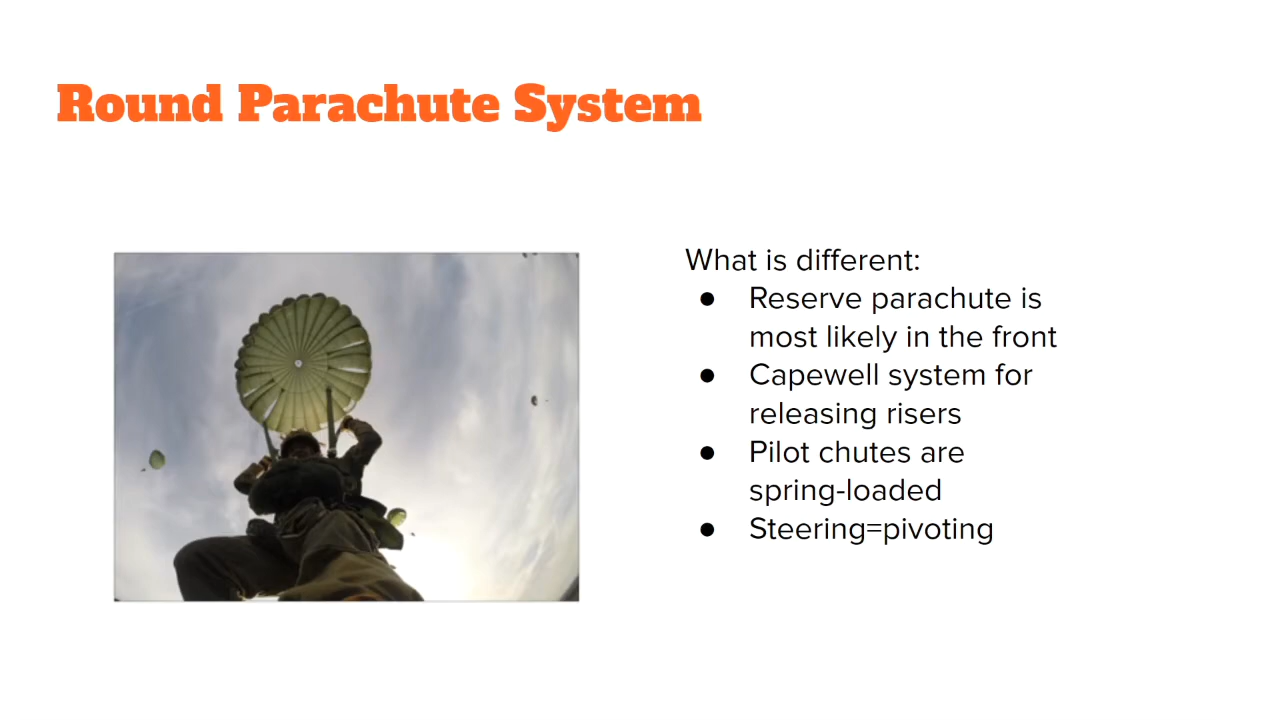 Round Parachute System
What is different:
● Reserve parachute is
most likely in the front
● Capewell system for
releasing risers
● Pilot chutes are
spring-loaded
● Steering=pivoting